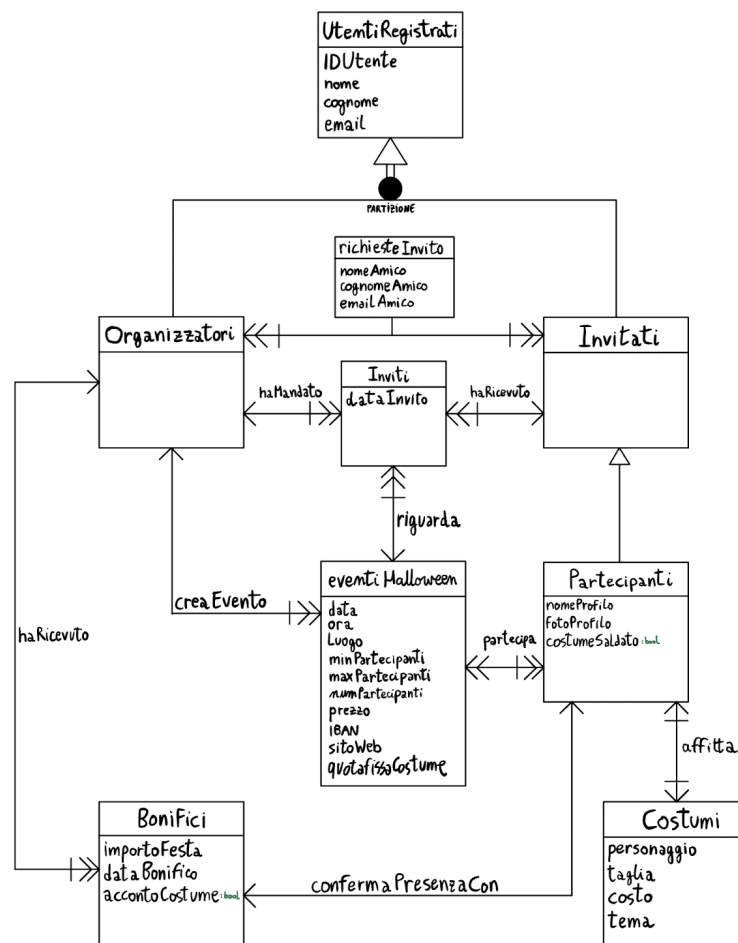 UtentiRegistrati
IDUtente
nome
cognome
email
PARTIZIONE
richiesteInvito
nomeAmico
cognomeAmico
emailAmico
Organizzatori
Invitati
Inviti
dataInvito
haMandato
haRicevuto
riguarda
eventiHalloween
data
ora
Luogo
minPartecipanti
maxPartecipanti
numPartecipanti
prezzo
IBAN
sitoWeb
quotafissaCostume
Partecipanti
nomeProfilo
fotoProfilo
costumeSaldato:bool
creaEvento
partecipa
haRicevuto
affitta
Bonifici
importoFesta
dataBonifico
accontoCostume:bool
confermaPresenzaCon
Costumi
personaggio
taglia
costo
tema